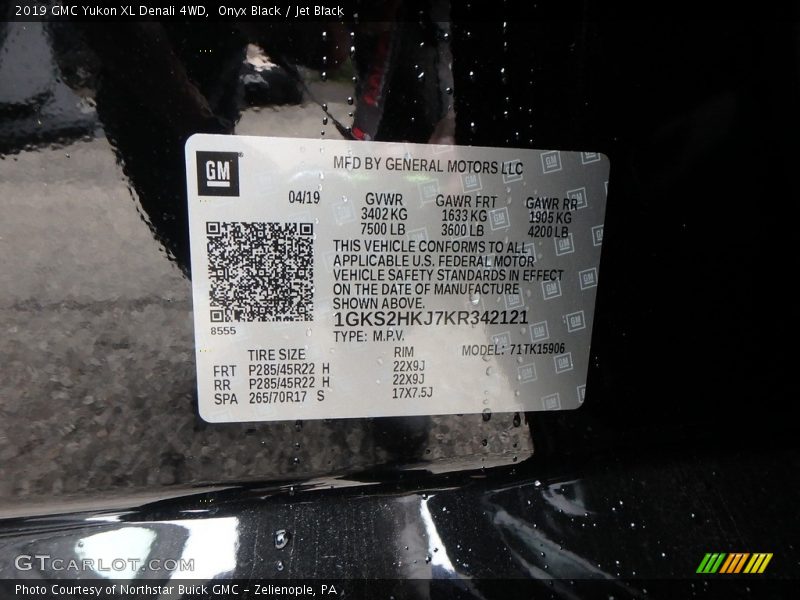 2019 GMC Yukon XL Denali 4WD,  Onyx Black / Jet Black
GM
MFD BY GENERAL MOTORS LLC
04/19 GVWR GAWR FRT GAWR RR
3402 KG 1633 KG 1905 KG
7500 LB 3600 LB 4200 LB
THIS VEHICLE CONFORMS TO ALL
APPLICABLE U.S. FEDERAL MOTOR
VEHICLE SAFETY STANDARDS IN EFFECT
ON THE DATE OF MANUFACTURE
SHOWN ABOVE.
8555
1GKS2HKJ7KR342121
TYPE: M.P.V. MODEL: 71TK15906
TIRE SIZE RIM
FRT P285/45R22 H 22X9J
RR P285/45R22 H 22X9J
SPA 265/70R17 S 17X7.5J
GTCARLOT.COM
Photo Courtesy of Northstar Buick GMC - Zelienople, PA